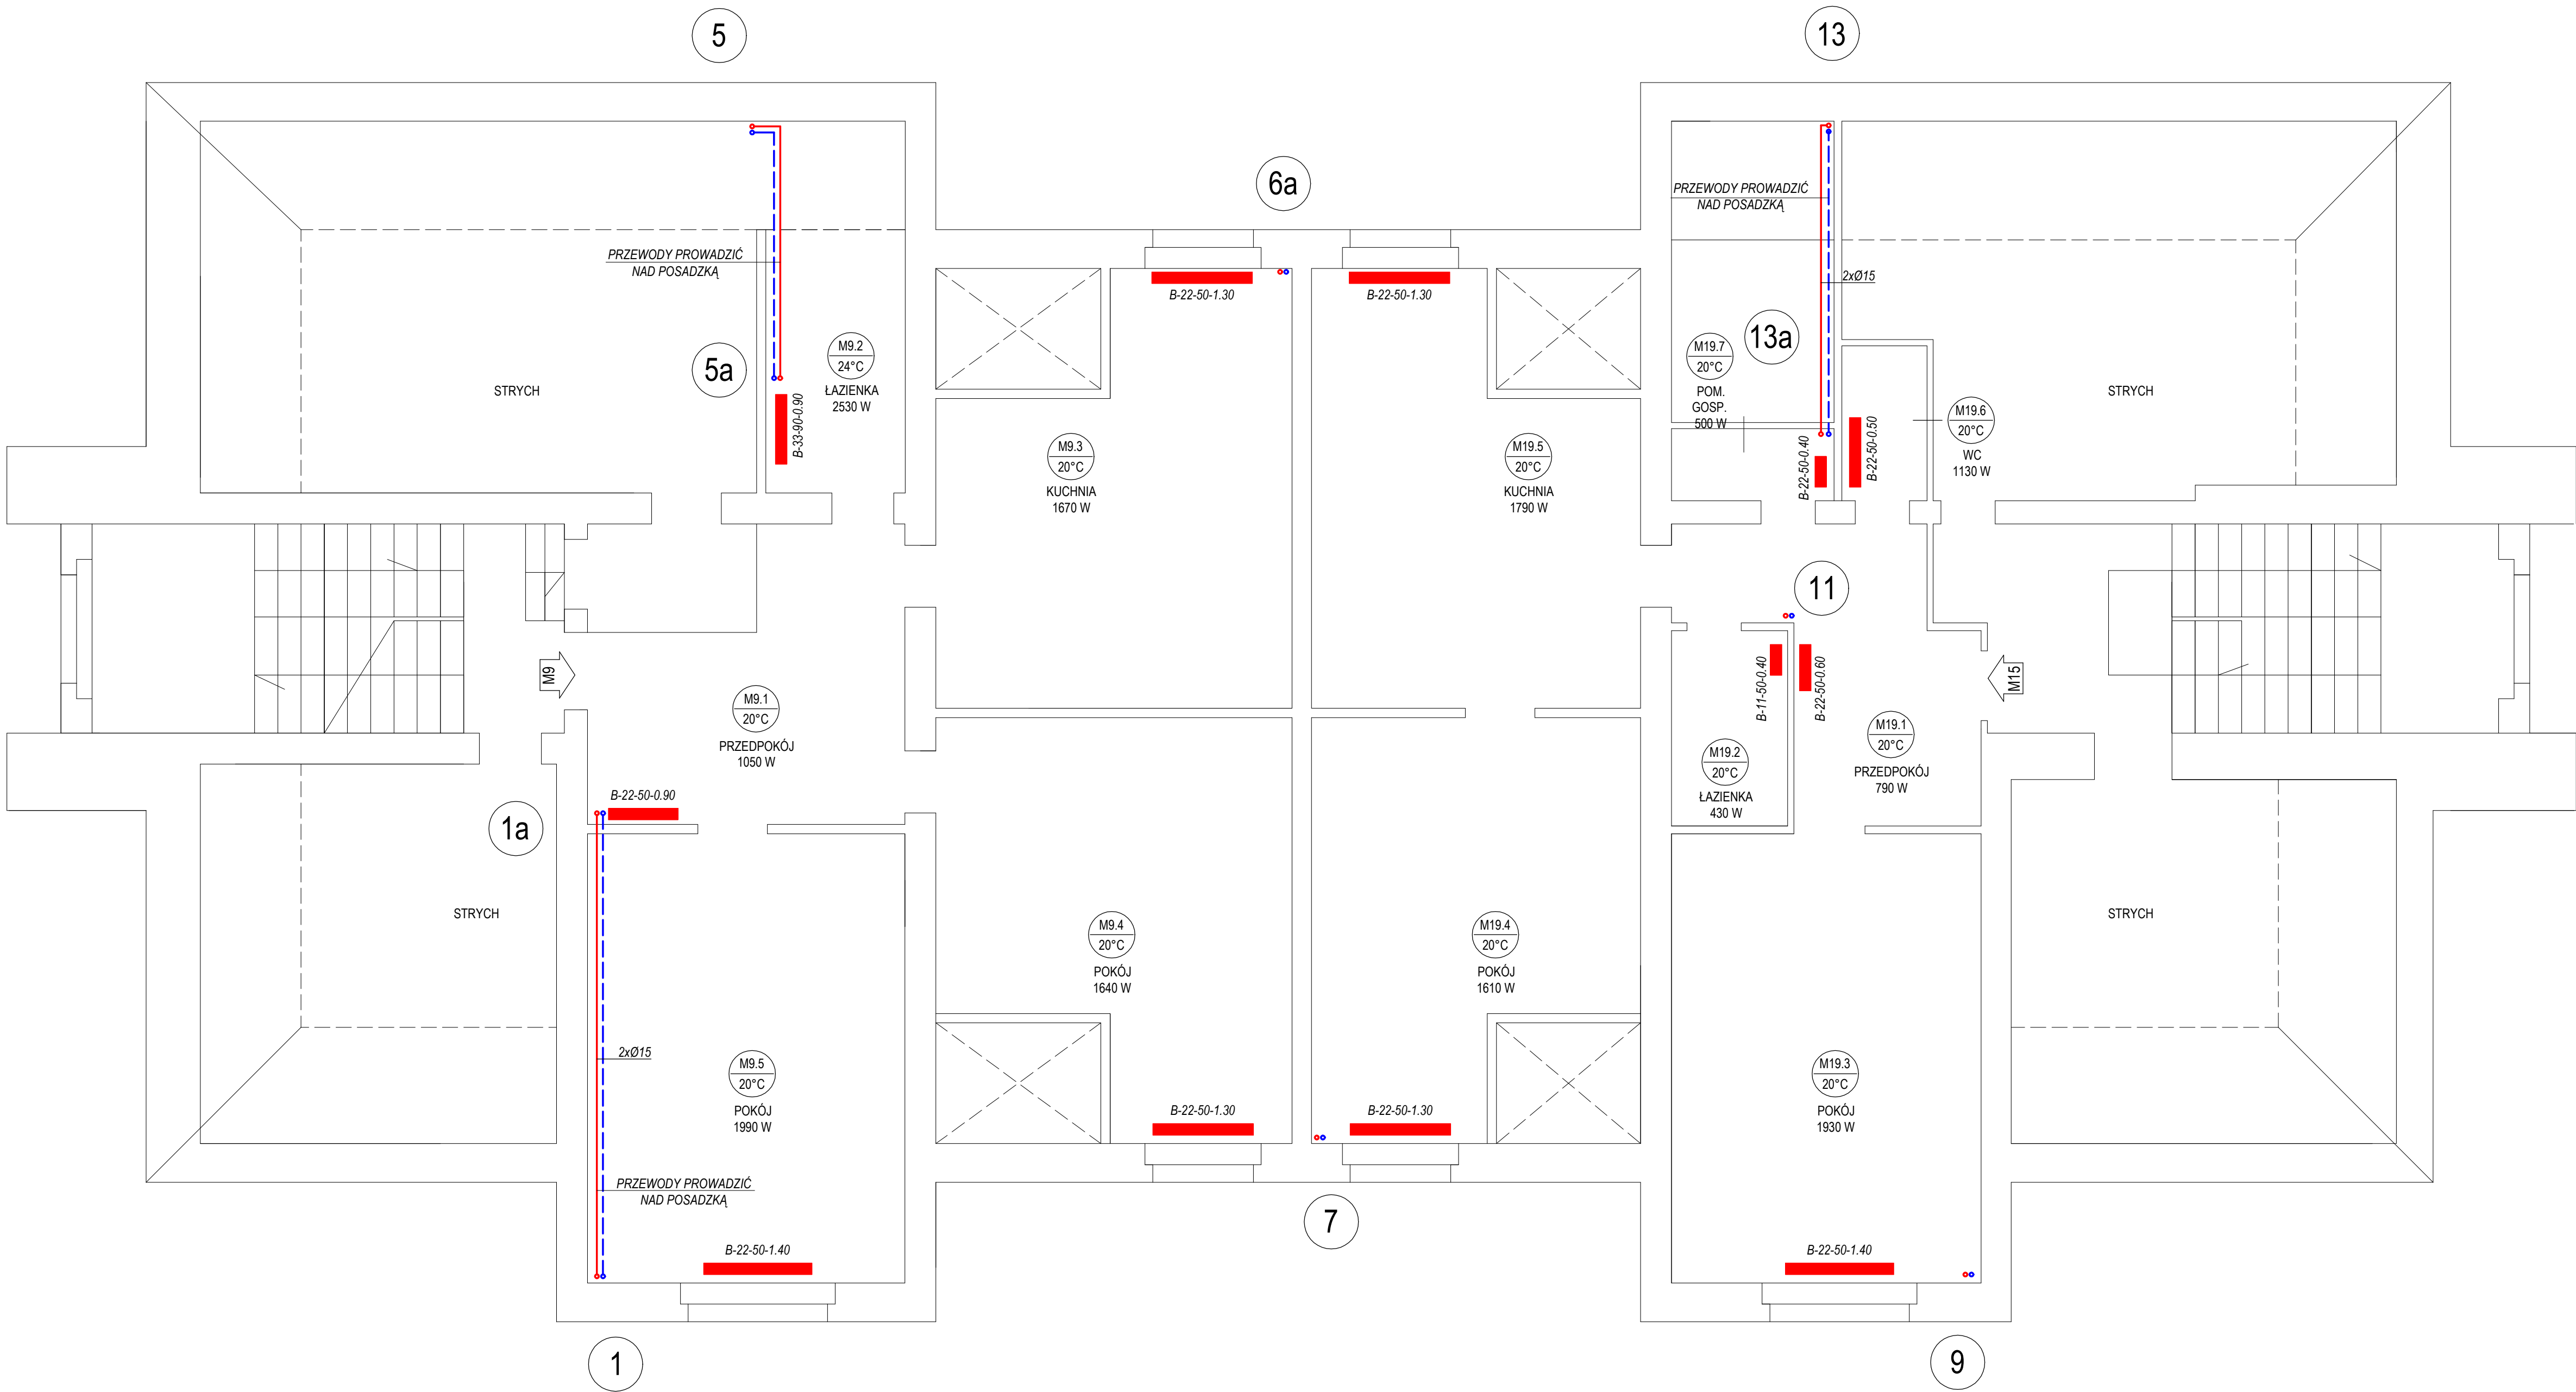 5
13
6a
PRZEWODY PROWADZIĆ
NAD POSADZKĄ
PRZEWODY PROWADZIĆ
NAD POSADZKĄ
2xØ15
B-22-50-1.30
B-22-50-1.30
5a
13a
M9.2
24°C
ŁAZIENKA
2530 W
B-33-90-0.90
STRYCH
M19.7
20°C
POM.
GOSP.
500 W
STRYCH
M9.3
20°C
KUCHNIA
1670 W
M19.5
20°C
KUCHNIA
1790 W
B-22-50-0.40
B-22-50-0.50
M19.6
20°C
WC
1130 W
11
M9
M9.1
20°C
PRZEDPOKÓJ
1050 W
B-11-50-0.40
B-22-50-0.60
M15
M19.1
20°C
PRZEDPOKÓJ
790 W
M19.2
20°C
ŁAZIENKA
430 W
B-22-50-0.90
1a
STRYCH
M9.4
20°C
POKÓJ
1640 W
M19.4
20°C
POKÓJ
1610 W
STRYCH
2xØ15
M9.5
20°C
POKÓJ
1990 W
M19.3
20°C
POKÓJ
1930 W
B-22-50-1.30
B-22-50-1.30
PRZEWODY PROWADZIĆ
NAD POSADZKĄ
7
B-22-50-1.40
B-22-50-1.40
1
9